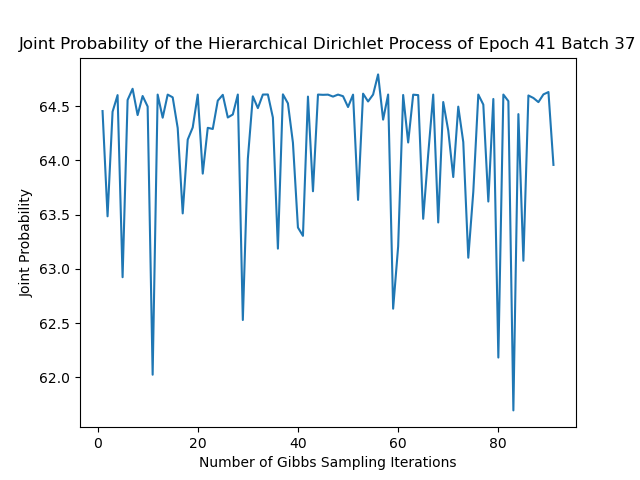 Joint Probability of the Hierarchical Dirichlet Process of Epoch 41 Batch 37
64.5
64.0
63.5
63.0
62.5
62.0
Joint Probability
0 20 40 60 80
Number of Gibbs Sampling Iterations